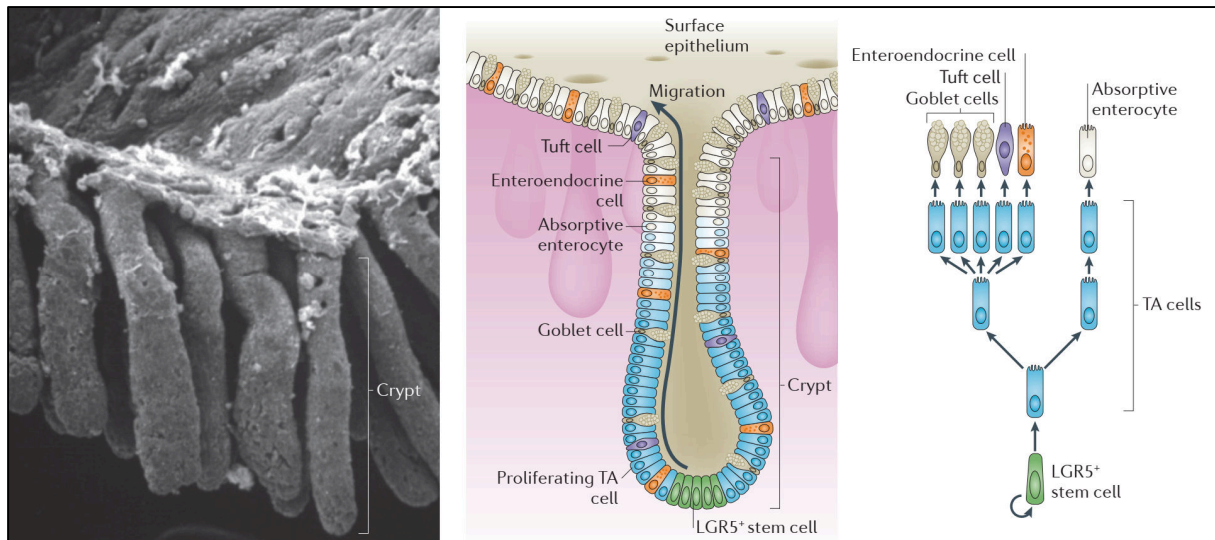 Crypt
Surface
epithelium
Migration
Tuft cell
Enteroendocrine
cell
Absorptive
enterocyte
Goblet cell
Crypt
Proliferating TA
cell
LGR5⁺ stem cell
Enteroendocrine cell
Tuft cell
Goblet cells
Absorptive
enterocyte
TA cells
LGR5⁺
stem cell